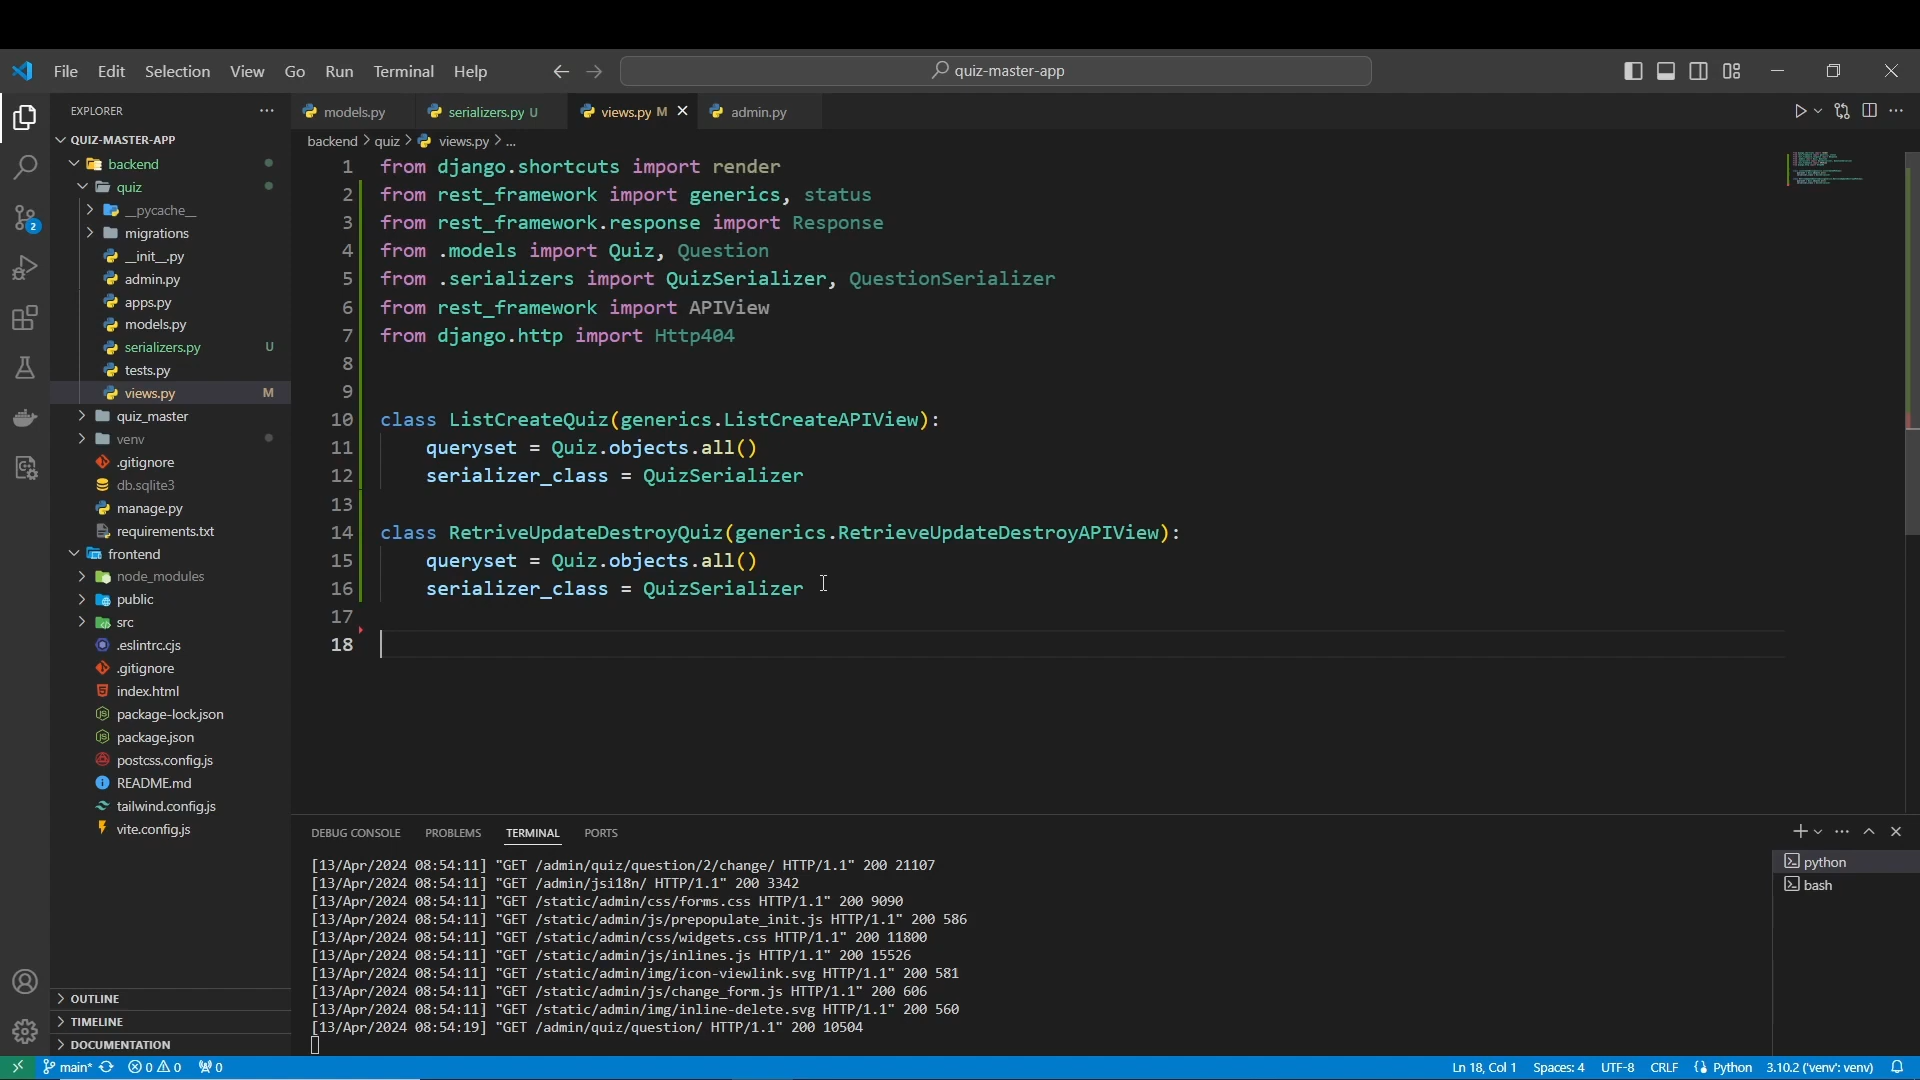 File Edit Selection View Go Run Terminal Help
quiz-master-app
EXPLORER
QUIZ-MASTER-APP
backend
quiz
__pycache__
migrations
__init__.py
admin.py
apps.py
models.py
serializers.py U
tests.py
views.py M
quiz_master
venv
.gitignore
db.sqlite3
manage.py
requirements.txt
frontend
node_modules
public
src
.eslintrc.cjs
.gitignore
index.html
package-lock.json
package.json
postcss.config.js
README.md
tailwind.config.js
vite.config.js
OUTLINE
TIMELINE
DOCUMENTATION
2
models.py serializers.py U views.py M admin.py
backend > quiz > views.py > ...
1 from django.shortcuts import render
2 from rest_framework import generics, status
3 from rest_framework.response import Response
4 from .models import Quiz, Question
5 from .serializers import QuizSerializer, QuestionSerializer
6 from rest_framework import APIView
7 from django.http import Http404
8
9
10 class ListCreateQuiz(generics.ListCreateAPIView):
11 queryset = Quiz.objects.all()
12 serializer_class = QuizSerializer
13
14 class RetriveUpdateDestroyQuiz(generics.RetrieveUpdateDestroyAPIView):
15 queryset = Quiz.objects.all()
16 serializer_class = QuizSerializer
17
18
DEBUG CONSOLE PROBLEMS TERMINAL PORTS
[13/Apr/2024 08:54:11] "GET /admin/quiz/question/2/change/ HTTP/1.1" 200 21107
[13/Apr/2024 08:54:11] "GET /admin/jsi18n/ HTTP/1.1" 200 3342
[13/Apr/2024 08:54:11] "GET /static/admin/css/forms.css HTTP/1.1" 200 9090
[13/Apr/2024 08:54:11] "GET /static/admin/js/prepopulate_init.js HTTP/1.1" 200 586
[13/Apr/2024 08:54:11] "GET /static/admin/css/widgets.css HTTP/1.1" 200 11800
[13/Apr/2024 08:54:11] "GET /static/admin/js/inlines.js HTTP/1.1" 200 15526
[13/Apr/2024 08:54:11] "GET /static/admin/img/icon-viewlink.svg HTTP/1.1" 200 581
[13/Apr/2024 08:54:11] "GET /static/admin/js/change_form.js HTTP/1.1" 200 606
[13/Apr/2024 08:54:11] "GET /static/admin/img/inline-delete.svg HTTP/1.1" 200 560
[13/Apr/2024 08:54:19] "GET /admin/quiz/question/ HTTP/1.1" 200 10504
python
bash
main* 0 0 0 Ln 18, Col 1 Spaces: 4 UTF-8 CRLF Python 3.10.2 ('venv': venv)